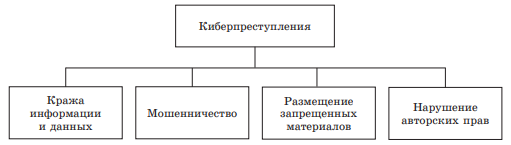 Киберпреступления
Кража
информации
и данных
Мошенничество
Размещение
запрещенных
материалов
Нарушение
авторских прав